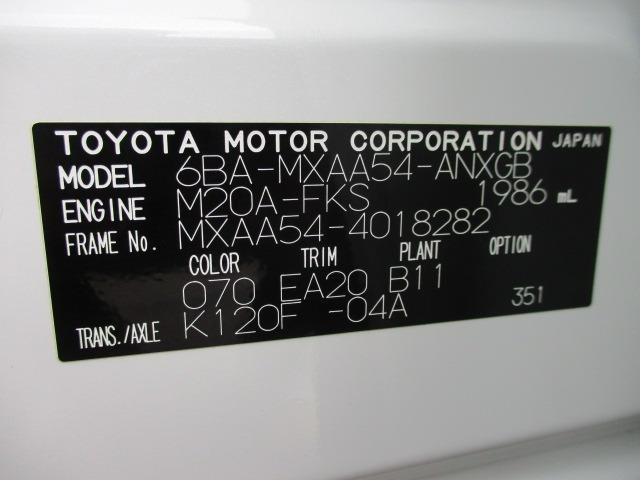 TOYOTA MOTOR CORPORATION JAPAN
MODEL 6BA-MXAA54-ANXGB
ENGINE M20A-FKS 1986 mL
FRAME No. MXAA54-4018282
COLOR TRIM PLANT OPTION
070 EA20 B11 351
TRANS./AXLE K120F -04A